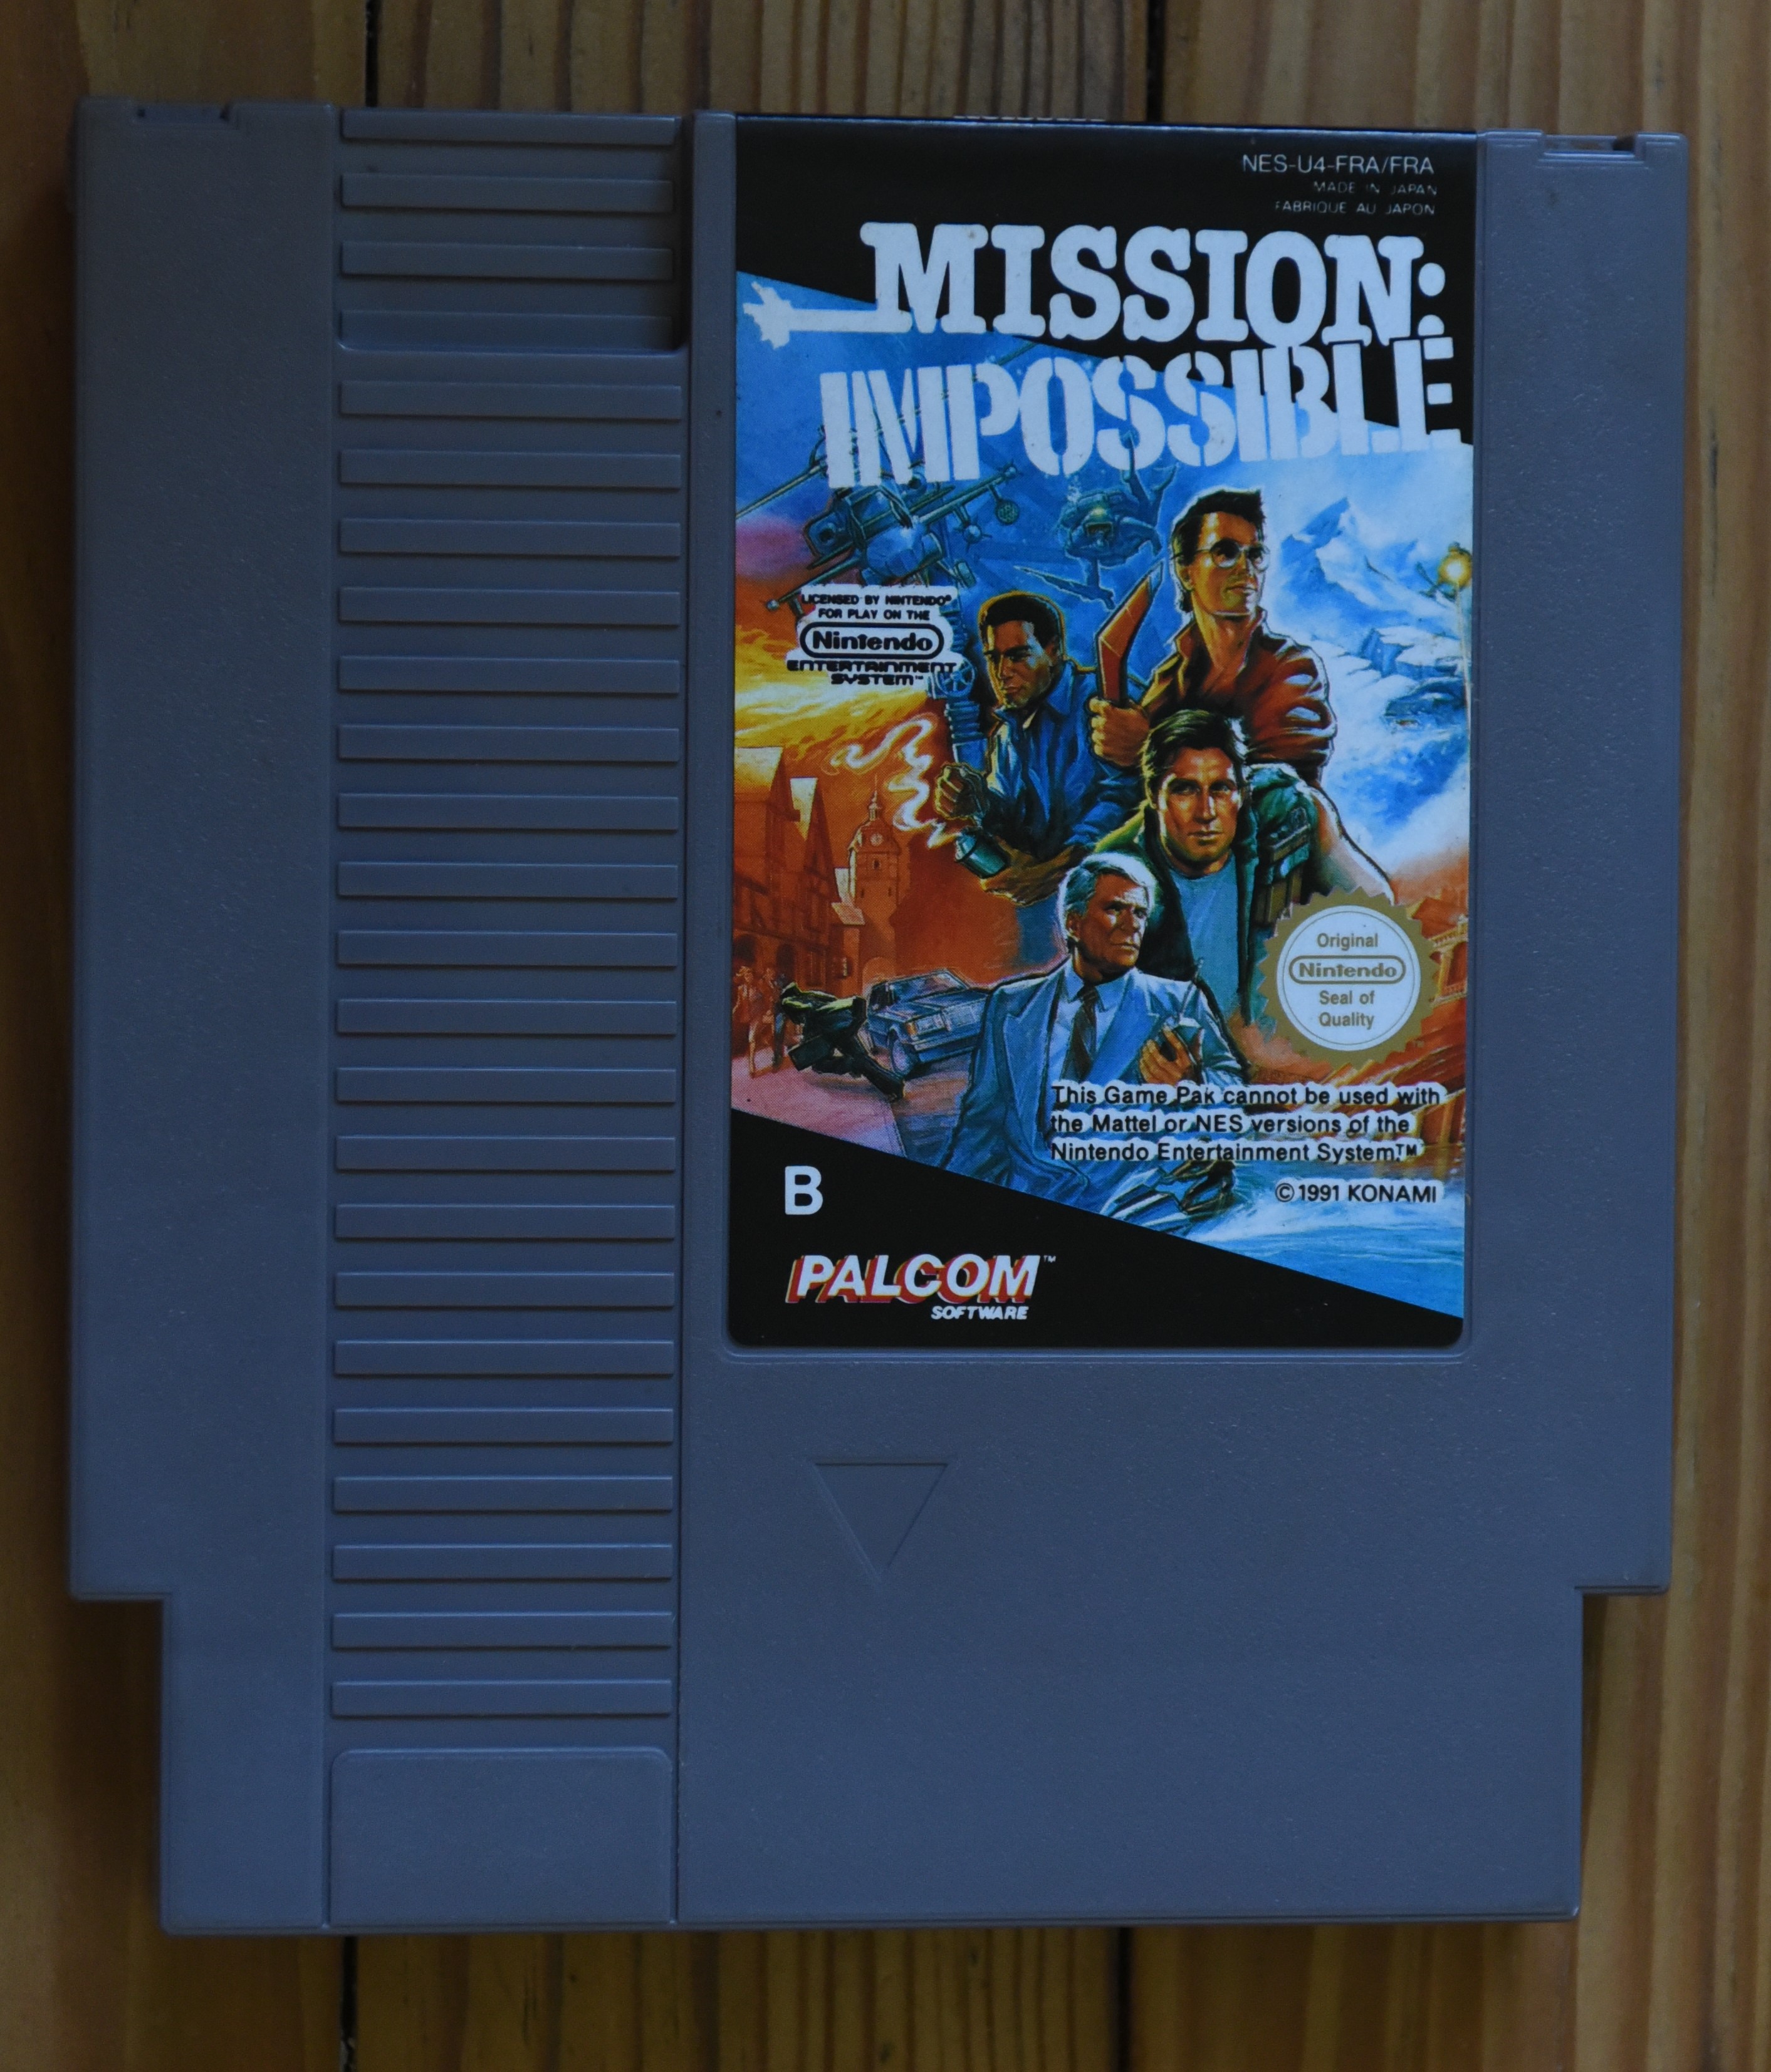 NES-U4-FRA/FRA
MADE IN JAPAN
FABRIQUE AU JAPON
MISSION:
IMPOSSIBLE
LICENSED BY NINTENDO®
FOR PLAY ON THE
Nintendo
ENTERTAINMENT
SYSTEM™
Original
Nintendo
Seal of
Quality
This Game Pak cannot be used with
the Mattel or NES versions of the
Nintendo Entertainment System.™
© 1991 KONAMI
B
PALCOM™
SOFTWARE